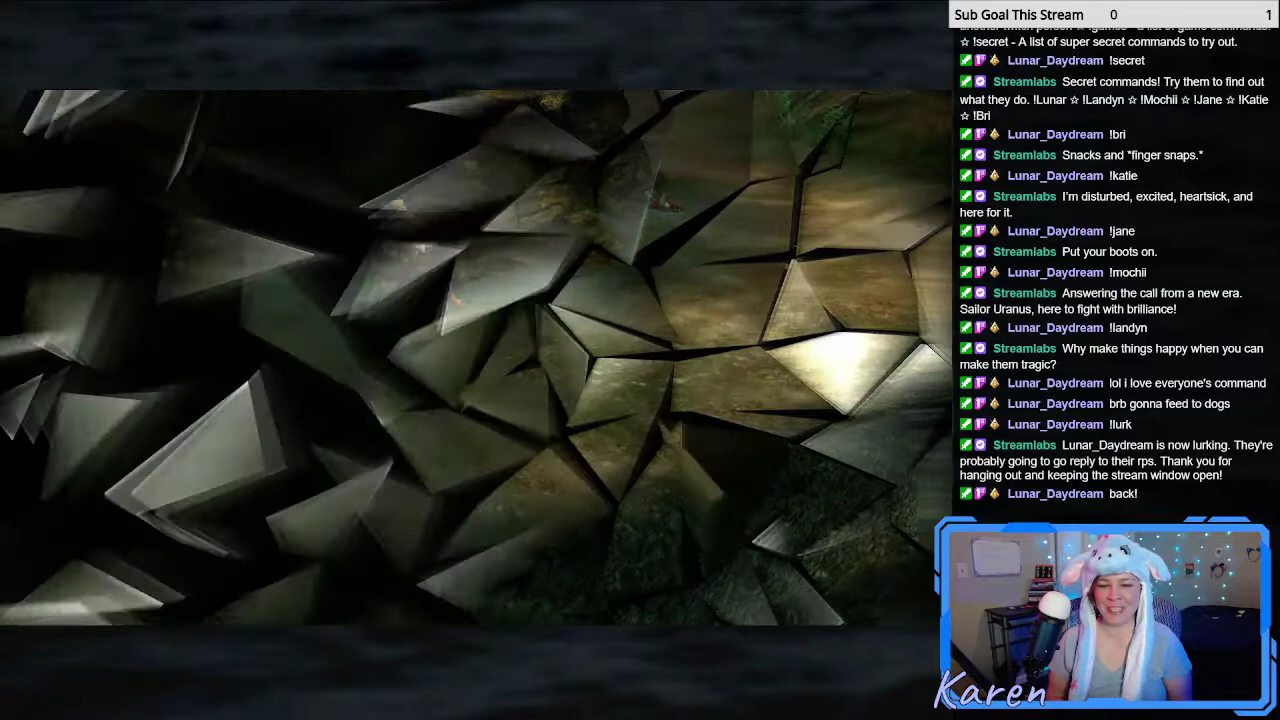 Sub Goal This Stream 0 1
☆ !secret - A list of super secret commands to try out.
Lunar_Daydream !secret
Streamlabs Secret commands! Try them to find out
what they do. !Lunar ☆ !Landyn ☆ !Mochii ☆ !Jane ☆ !Katie
☆ !Bri
Lunar_Daydream !bri
Streamlabs Snacks and *finger snaps.*
Lunar_Daydream !katie
Streamlabs I'm disturbed, excited, heartsick, and
here for it.
Lunar_Daydream !jane
Streamlabs Put your boots on.
Lunar_Daydream !mochii
Streamlabs Answering the call from a new era.
Sailor Uranus, here to fight with brilliance!
Lunar_Daydream !landyn
Streamlabs Why make things happy when you can
make them tragic?
Lunar_Daydream lol i love everyone's command
Lunar_Daydream brb gonna feed to dogs
Lunar_Daydream !lurk
Streamlabs Lunar_Daydream is now lurking. They're
probably going to go reply to their rps. Thank you for
hanging out and keeping the stream window open!
Lunar_Daydream back!
Karen